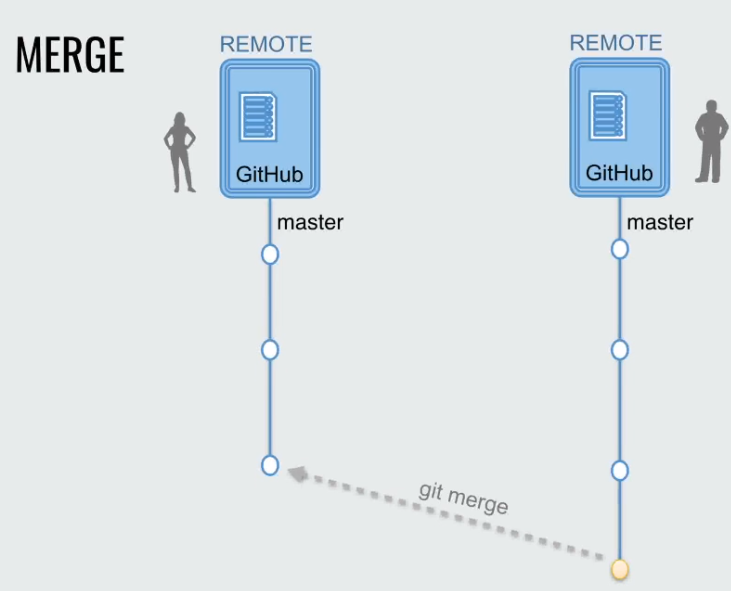 MERGE
REMOTE
REMOTE
GitHub
GitHub
master
master
git merge